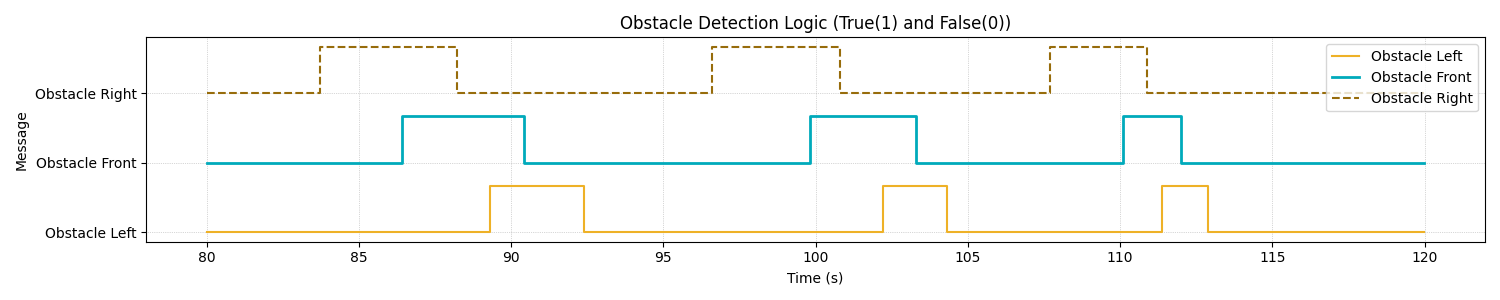 Obstacle Detection Logic (True(1) and False(0))
Message
Obstacle Right
Obstacle Front
Obstacle Left
Obstacle Left
Obstacle Front
Obstacle Right
80 85 90 95 100 105 110 115 120
Time (s)